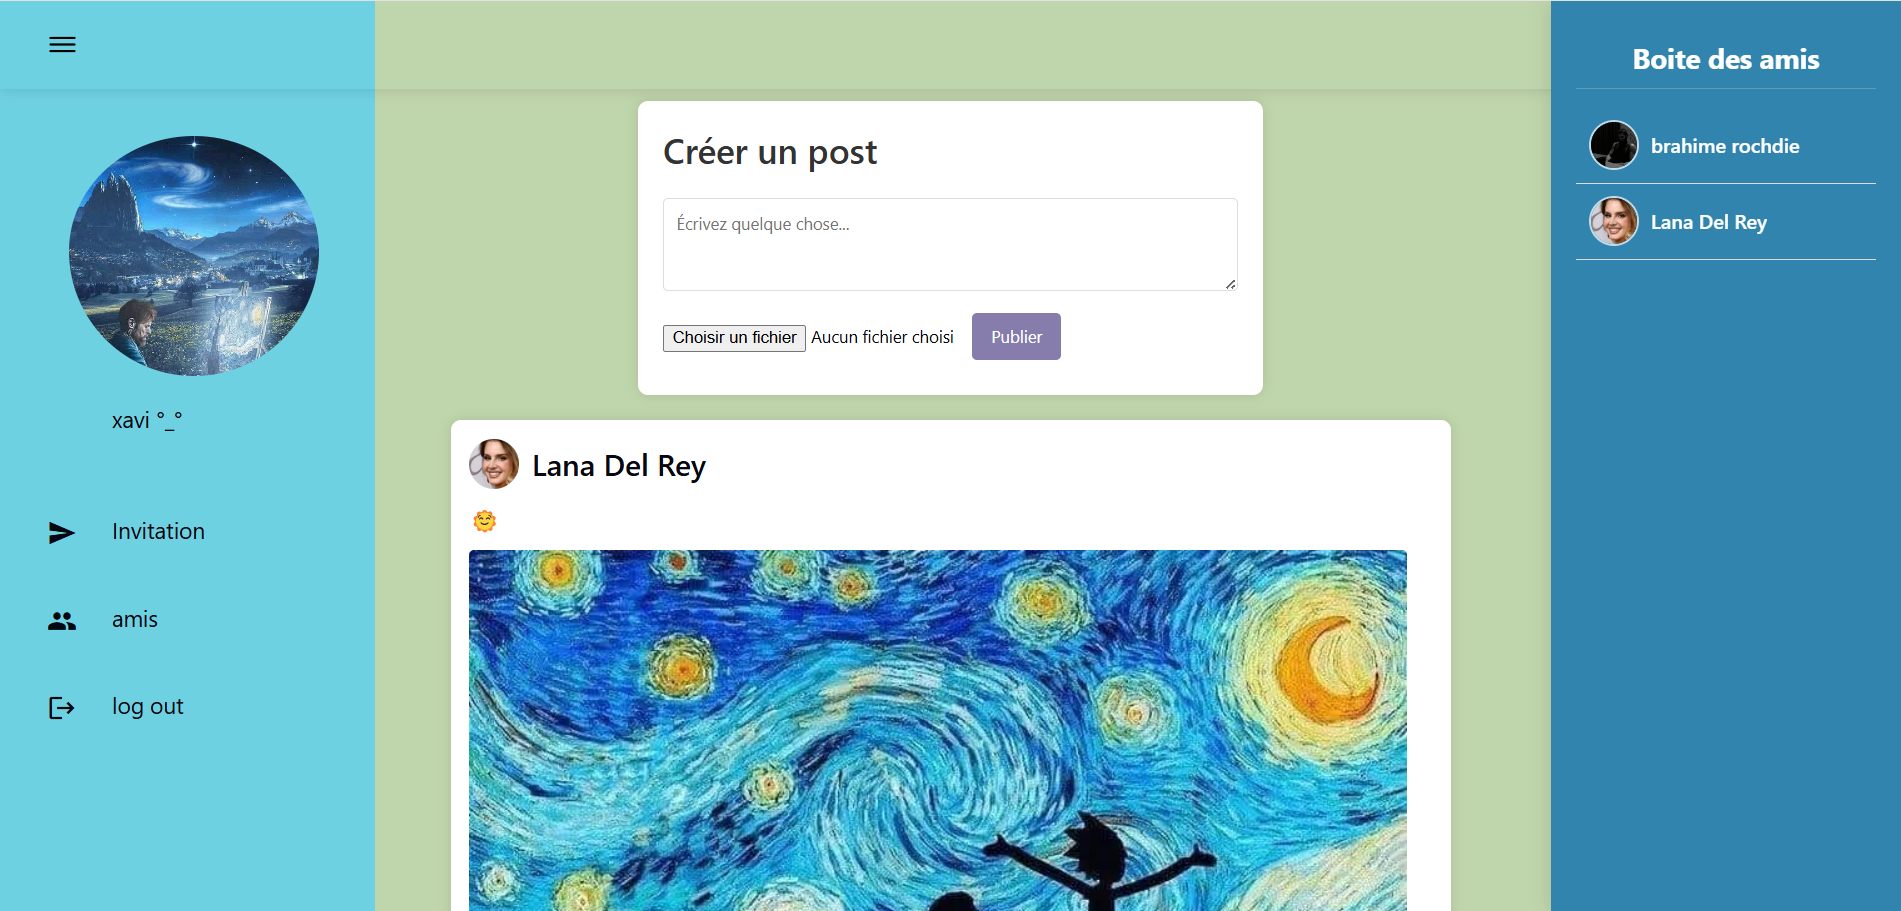 xavi °_°
Invitation
amis
log out
Créer un post
Écrivez quelque chose...
Choisir un fichier Aucun fichier choisi Publier
Lana Del Rey
🌞
Boite des amis
brahime rochdie
Lana Del Rey